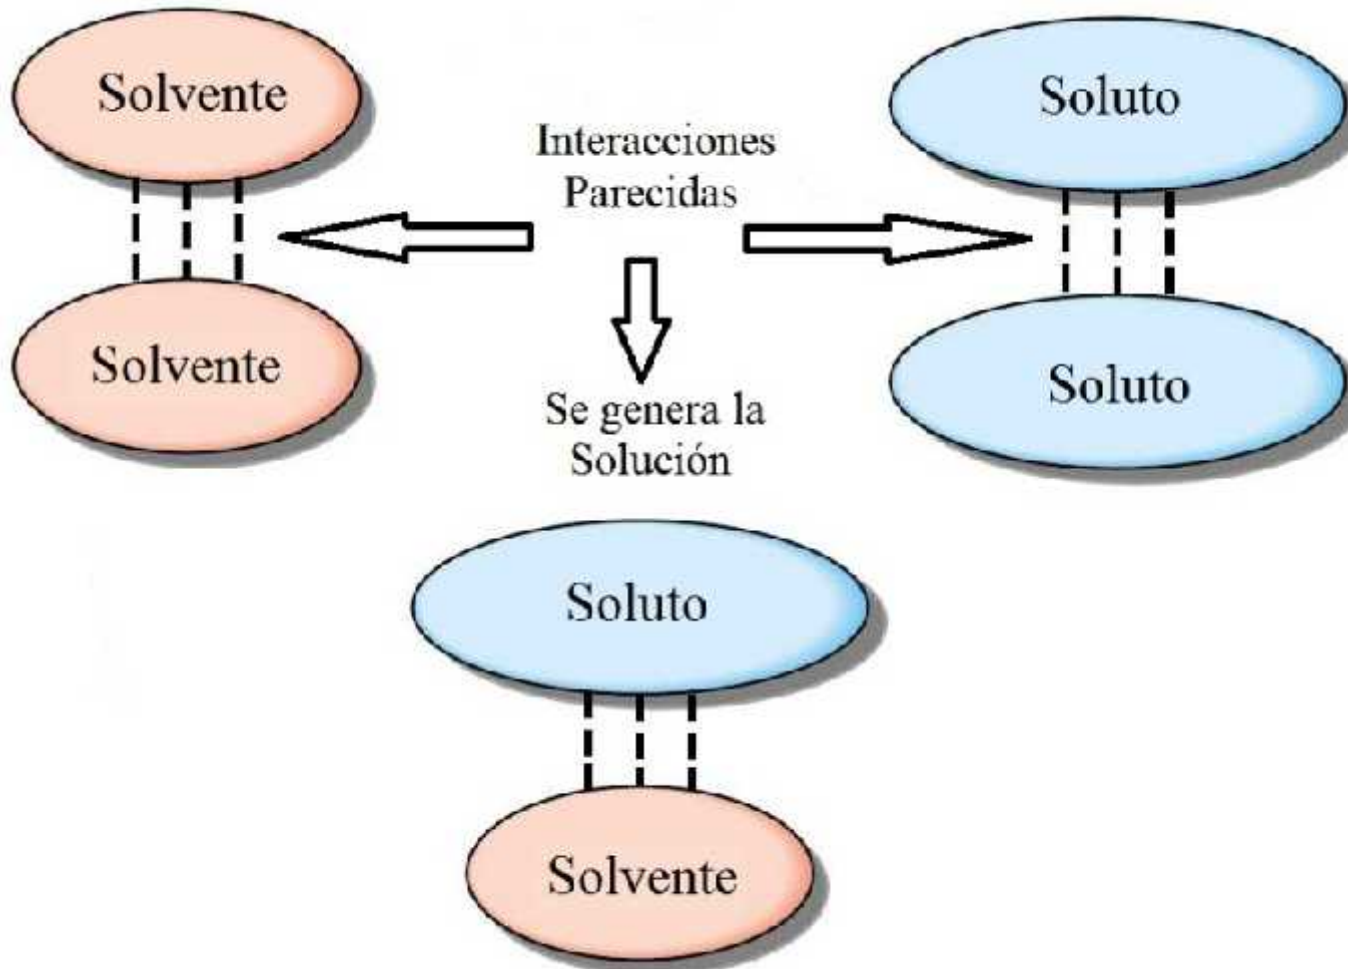 Solvente
Soluto
Interacciones
Parecidas
Solvente
Soluto
Se genera la
Solución
Soluto
Solvente